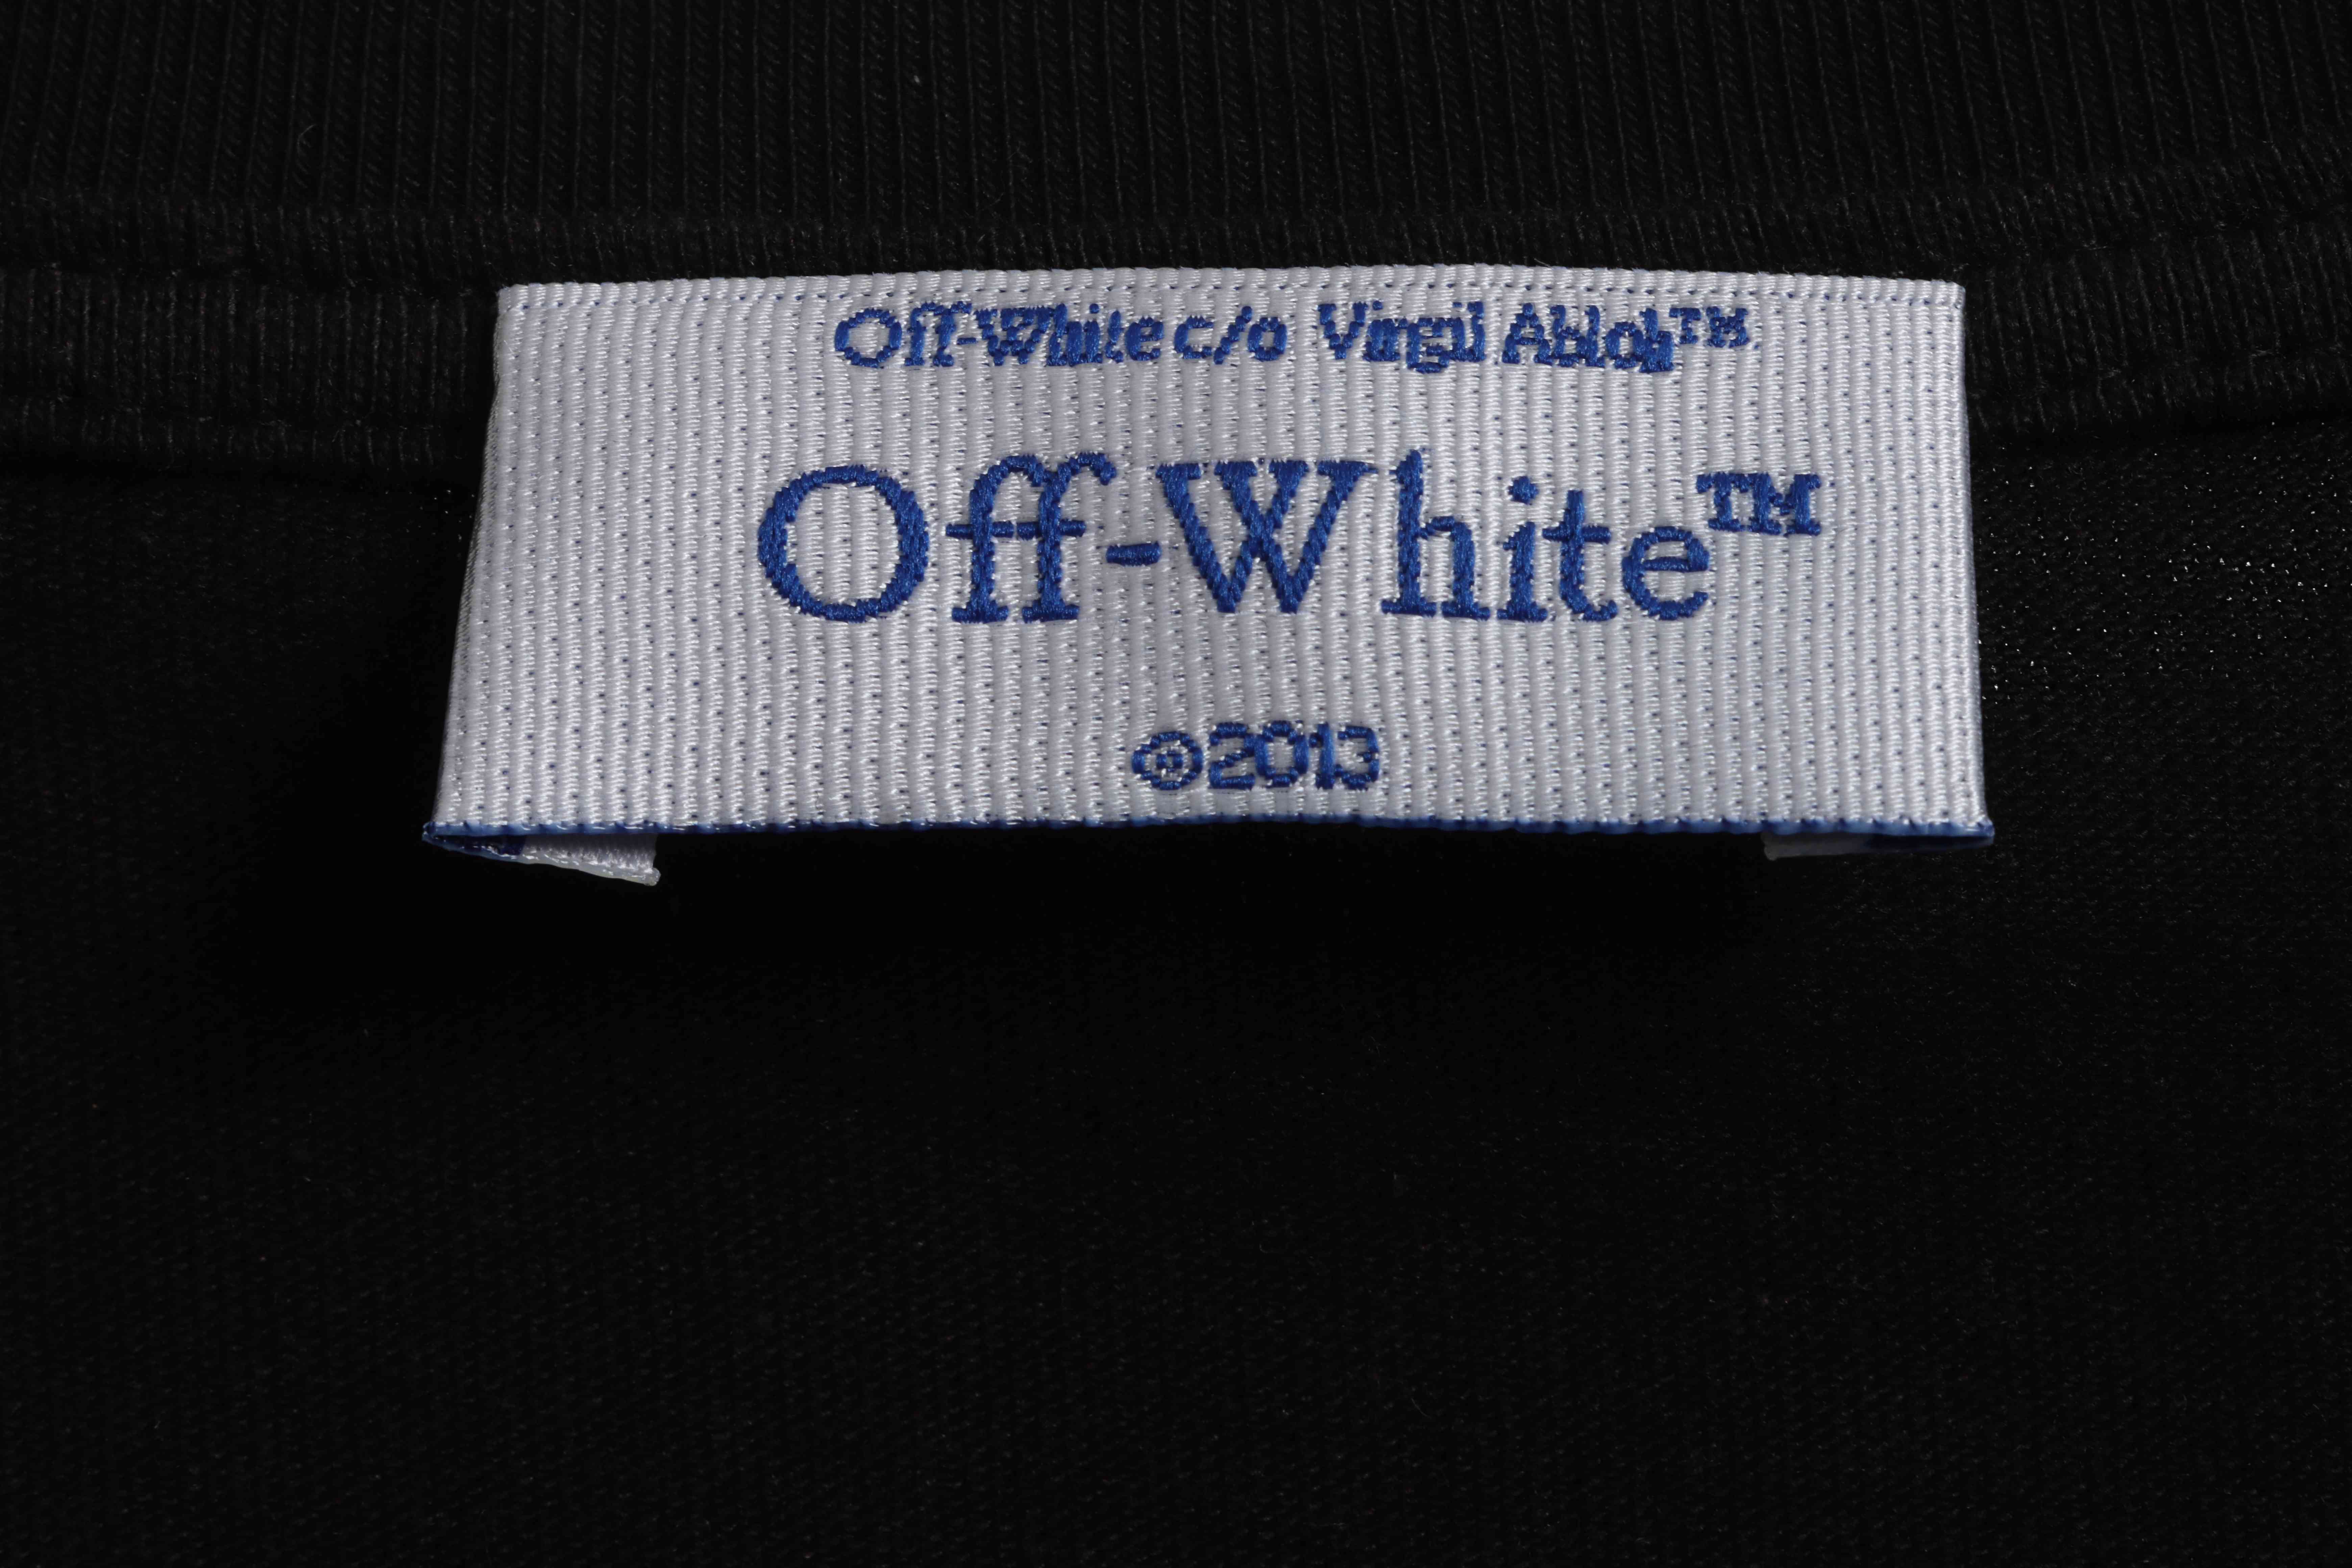 Off-White c/o Virgil Abloh™
Off-White™
©2013